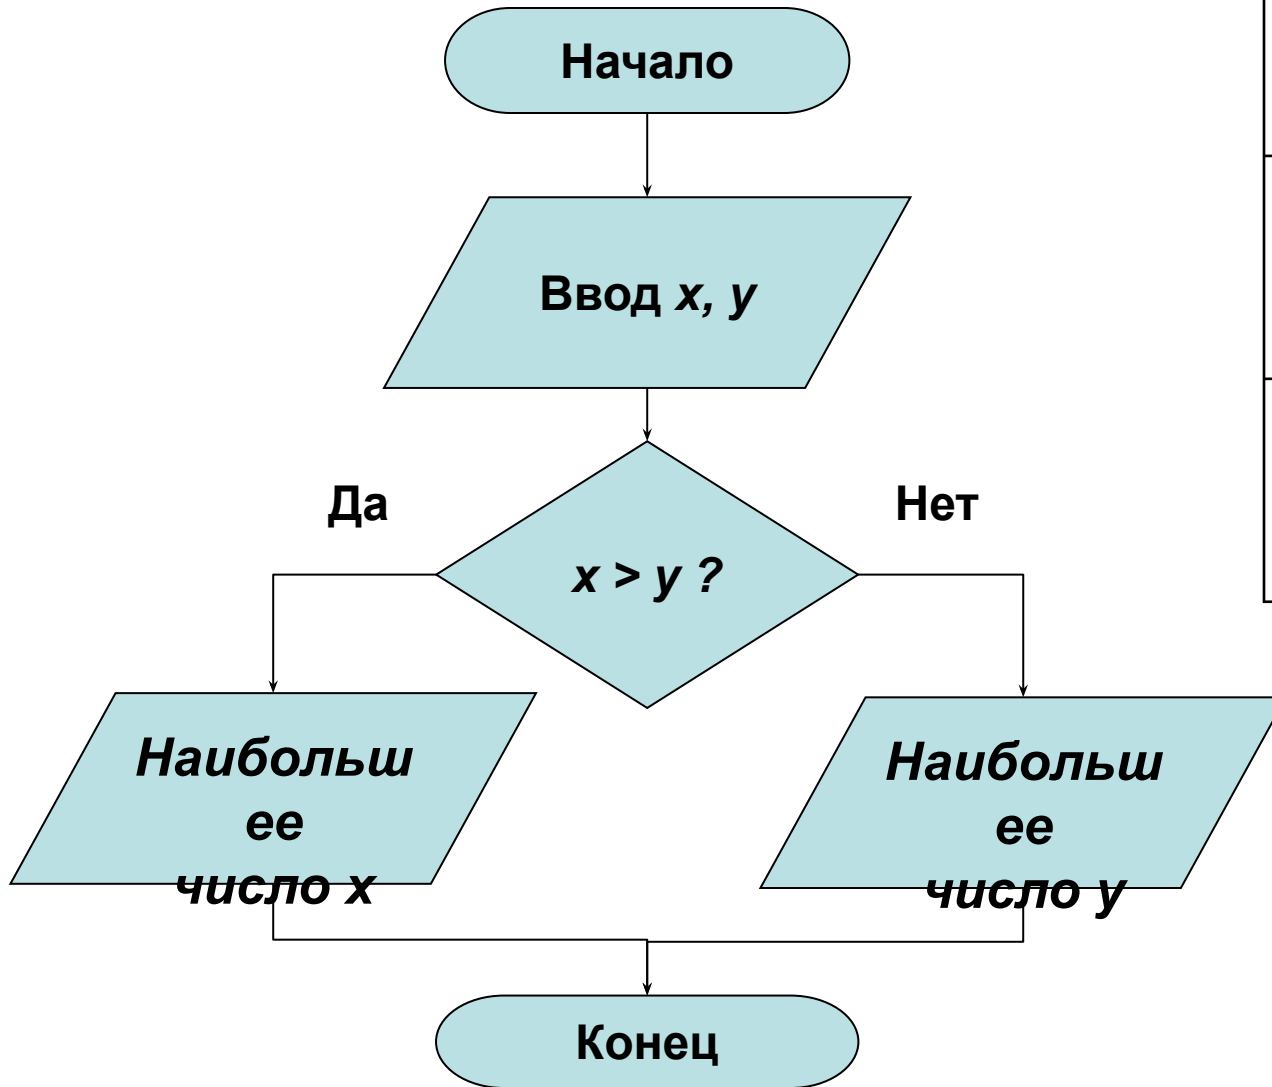 Начало
Ввод x, y
Да
Нет
x > y ?
Наибольш
ее
число x
Наибольш
ее
число y
Конец